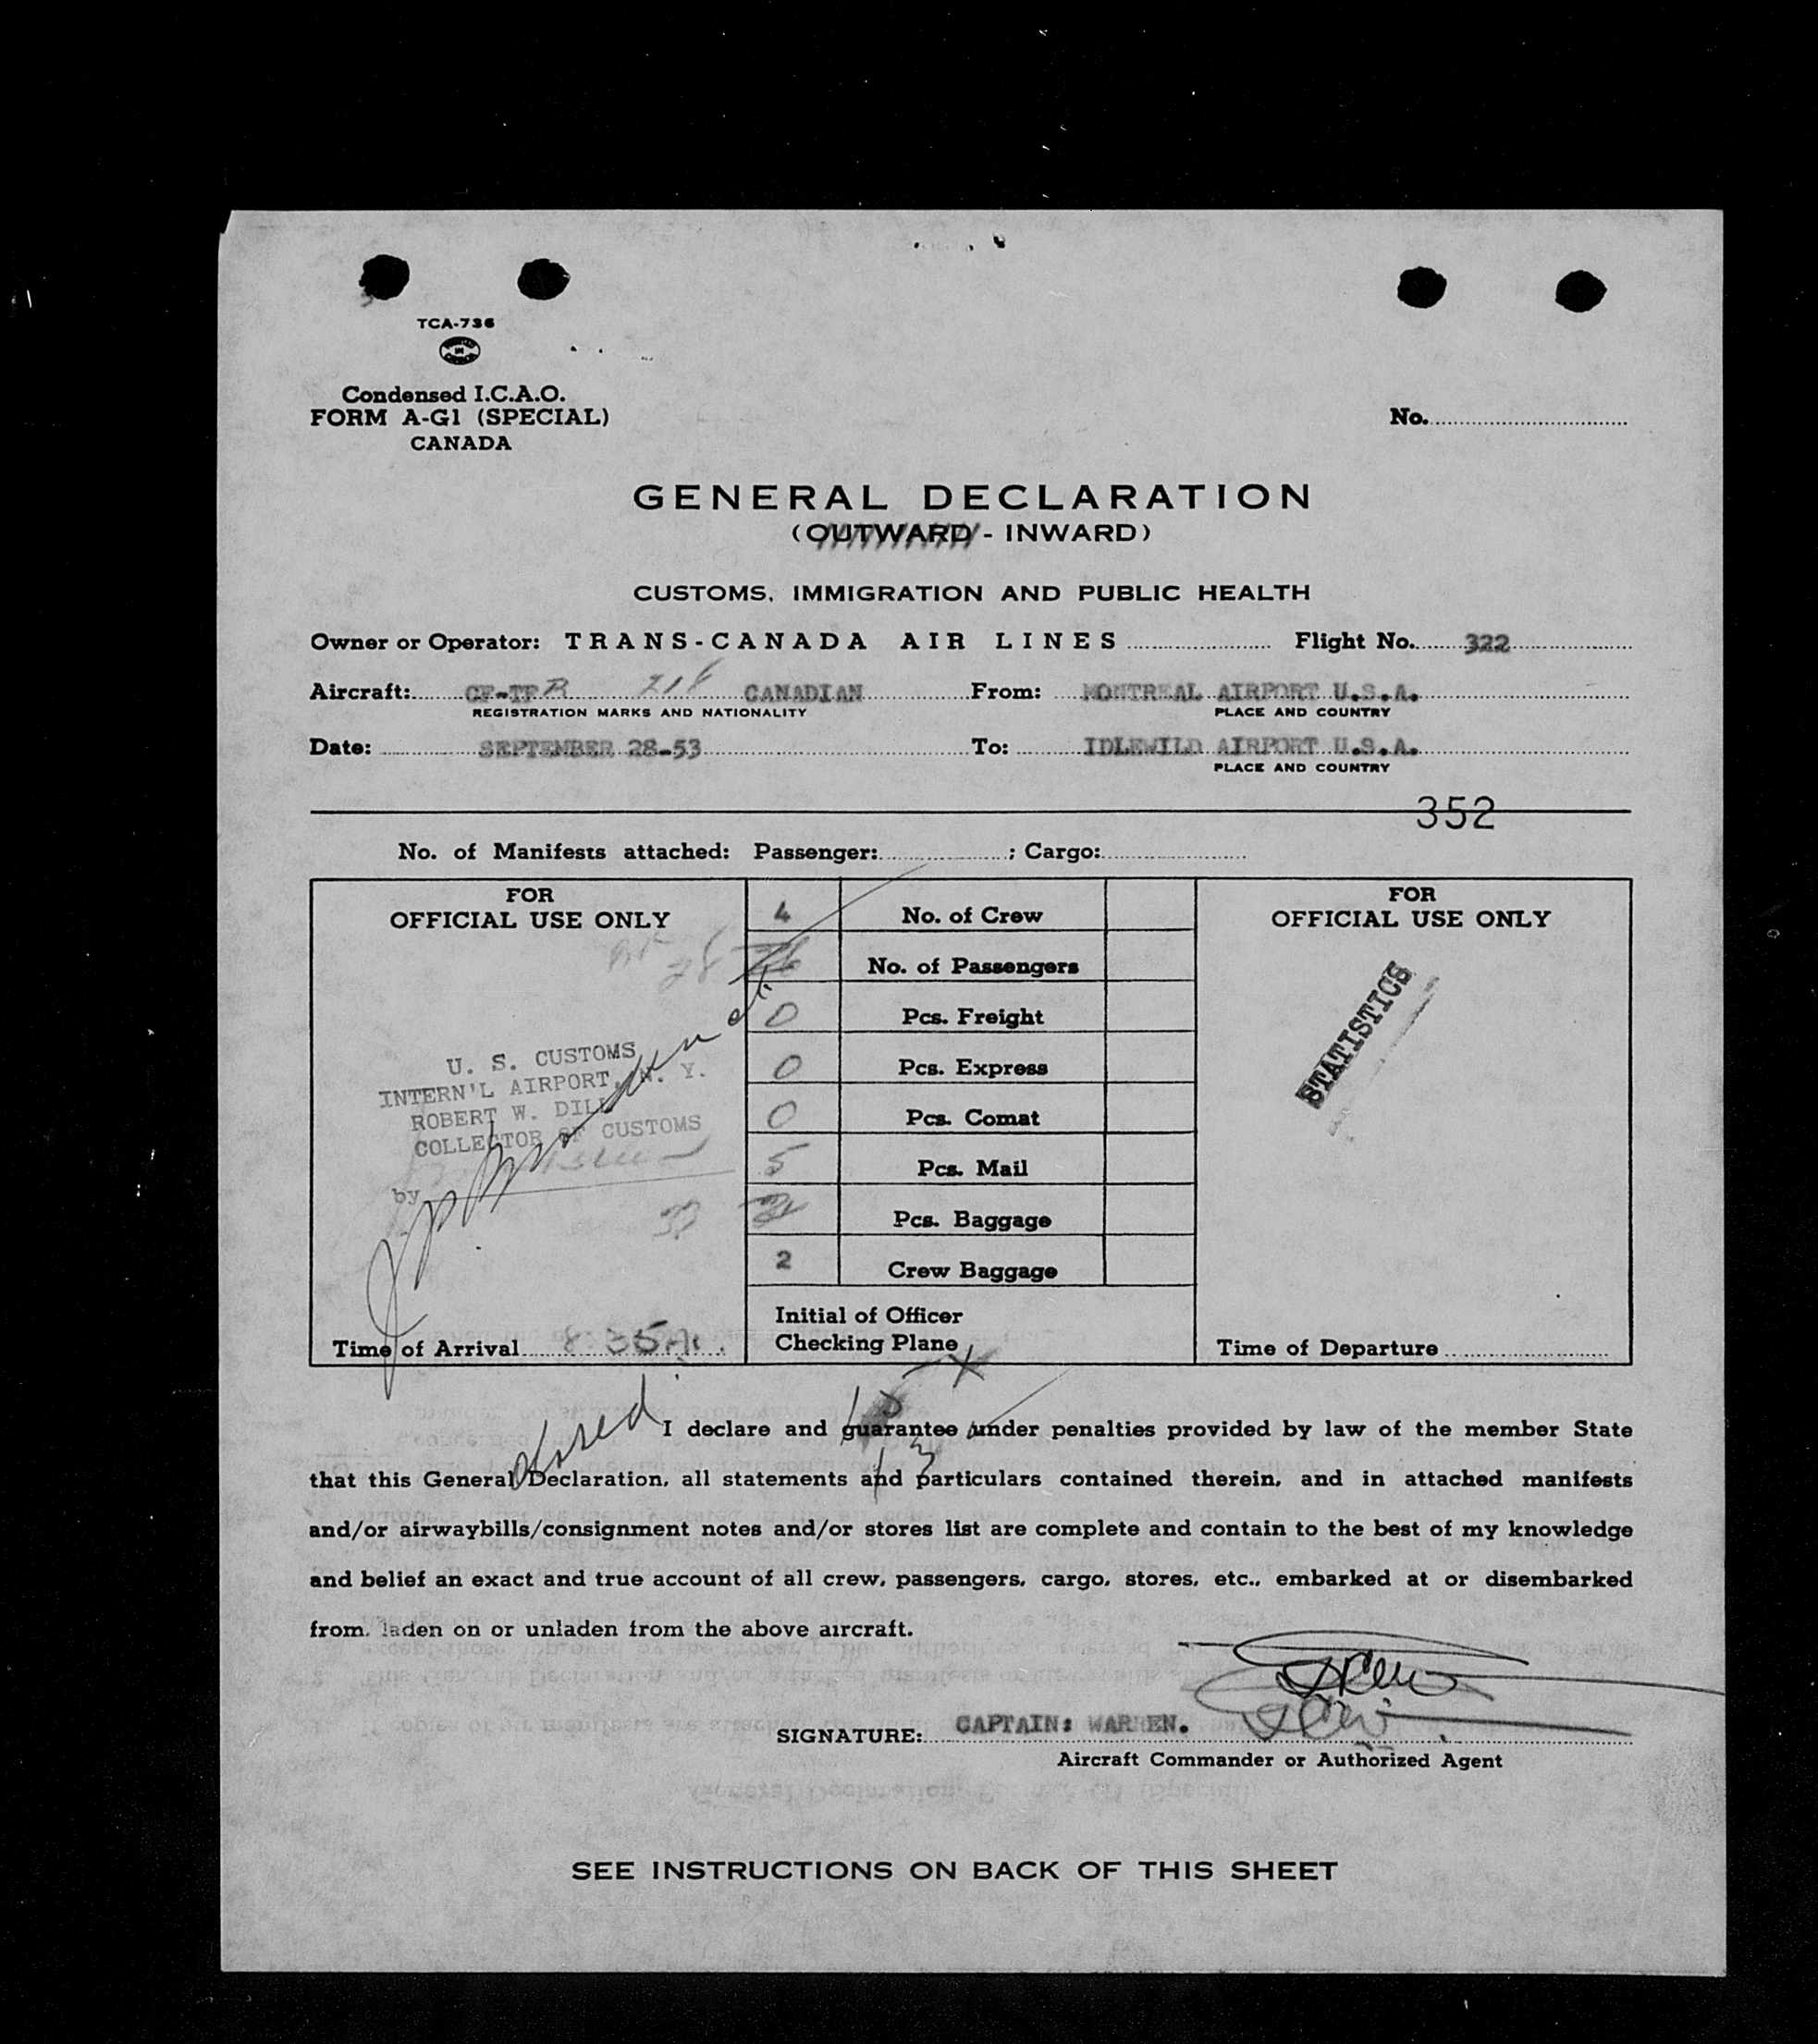 TCA-736
Condensed I.C.A.O.
FORM A-G1 (SPECIAL)
CANADA
No.
GENERAL DECLARATION
(OUTWARD - INWARD)
CUSTOMS, IMMIGRATION AND PUBLIC HEALTH
Owner or Operator: TRANS-CANADA AIR LINES Flight No. 322
Aircraft: CF-TFR 218 CANADIAN From: MONTREAL AIRPORT U.S.A.
REGISTRATION MARKS AND NATIONALITY PLACE AND COUNTRY
Date: SEPTEMBER 28-53 To: IDLEWILD AIRPORT U.S.A.
PLACE AND COUNTRY
352
No. of Manifests attached: Passenger: ; Cargo:
FOR
OFFICIAL USE ONLY
4 No. of Crew
28 No. of Passengers
0 Pcs. Freight
0 Pcs. Express
0 Pcs. Comat
5 Pcs. Mail
Pcs. Baggage
2 Crew Baggage
Initial of Officer
Checking Plane
U. S. CUSTOMS
INTERN'L AIRPORT, N. Y.
ROBERT W. DILL
COLLECTOR OF CUSTOMS
by
Time of Arrival 8:35A.
FOR
OFFICIAL USE ONLY
STATISTICS
Time of Departure
I declare and guarantee under penalties provided by law of the member State
that this General Declaration, all statements and particulars contained therein, and in attached manifests
and/or airwaybills/consignment notes and/or stores list are complete and contain to the best of my knowledge
and belief an exact and true account of all crew, passengers, cargo, stores, etc., embarked at or disembarked
from, laden on or unladen from the above aircraft.
SIGNATURE: CAPTAIN: WARREN.
Aircraft Commander or Authorized Agent
SEE INSTRUCTIONS ON BACK OF THIS SHEET